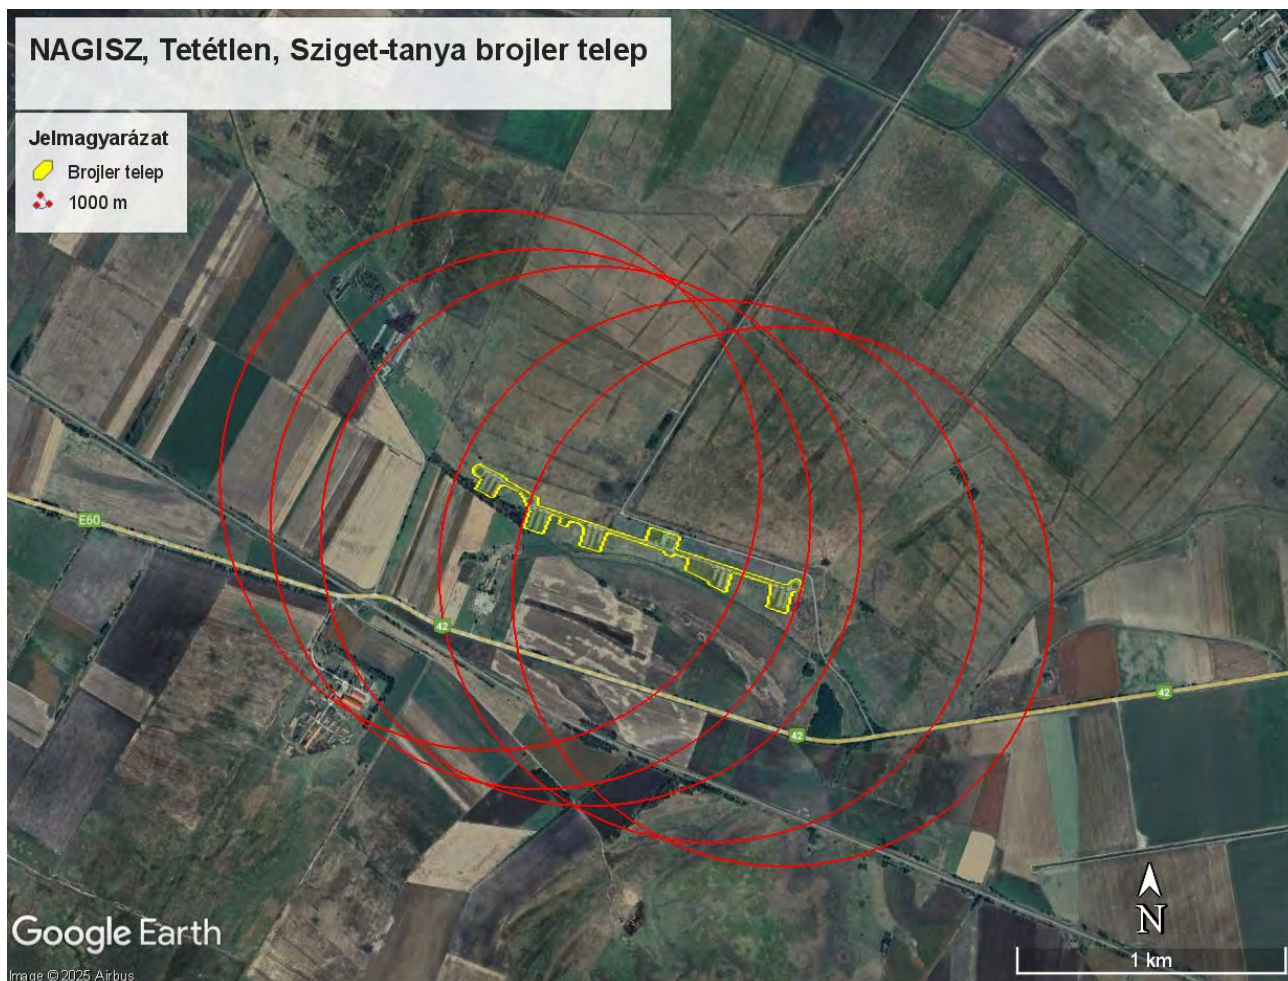 NAGISZ, Tetétlen, Sziget-tanya brojler telep
Jelmagyarázat
Brojler telep
1000 m
E60
42
42
42
Google Earth
N
1 km
Image © 2025 Airbus